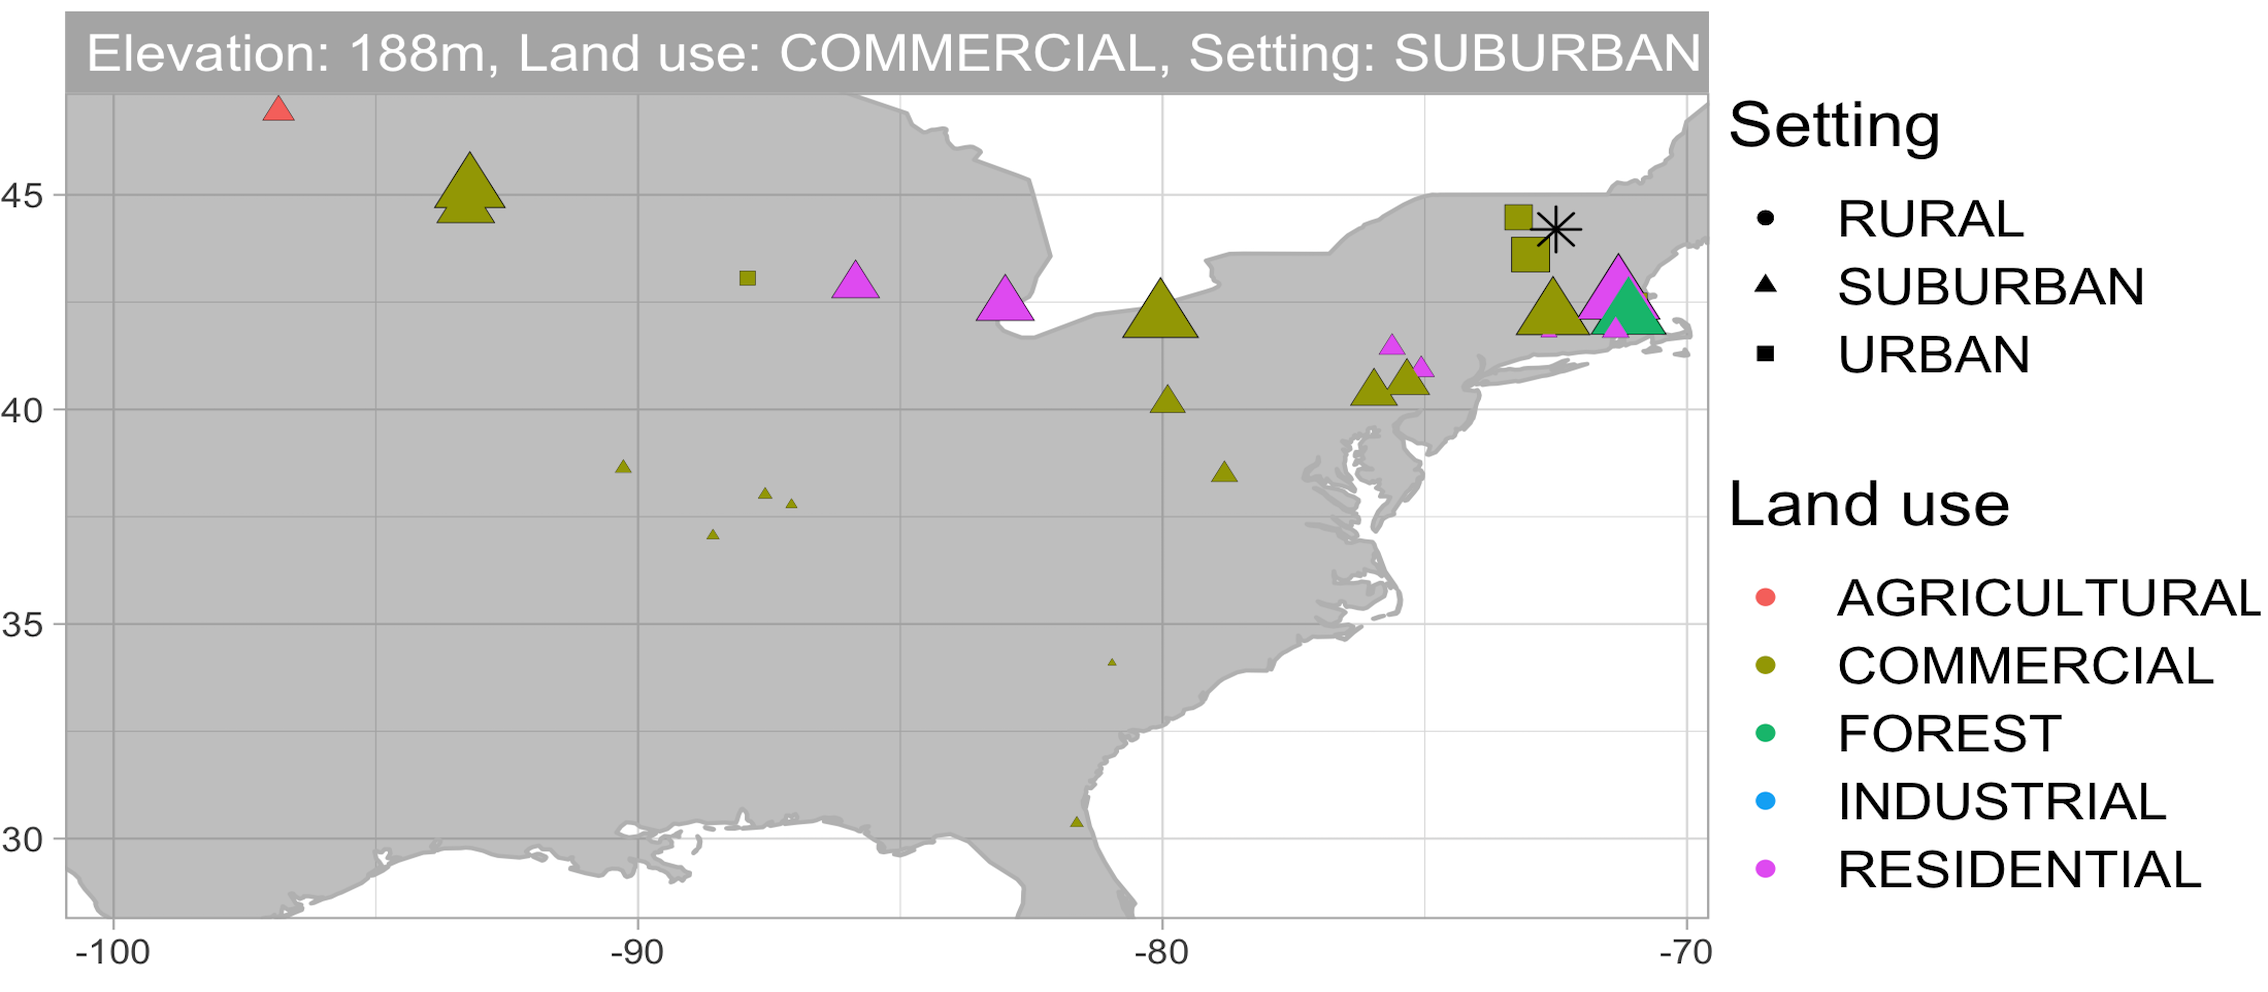 Elevation: 188m, Land use: COMMERCIAL, Setting: SUBURBAN
45
40
35
30
-100
-90
-80
-70
Setting
RURAL
SUBURBAN
URBAN
Land use
AGRICULTURAL
COMMERCIAL
FOREST
INDUSTRIAL
RESIDENTIAL